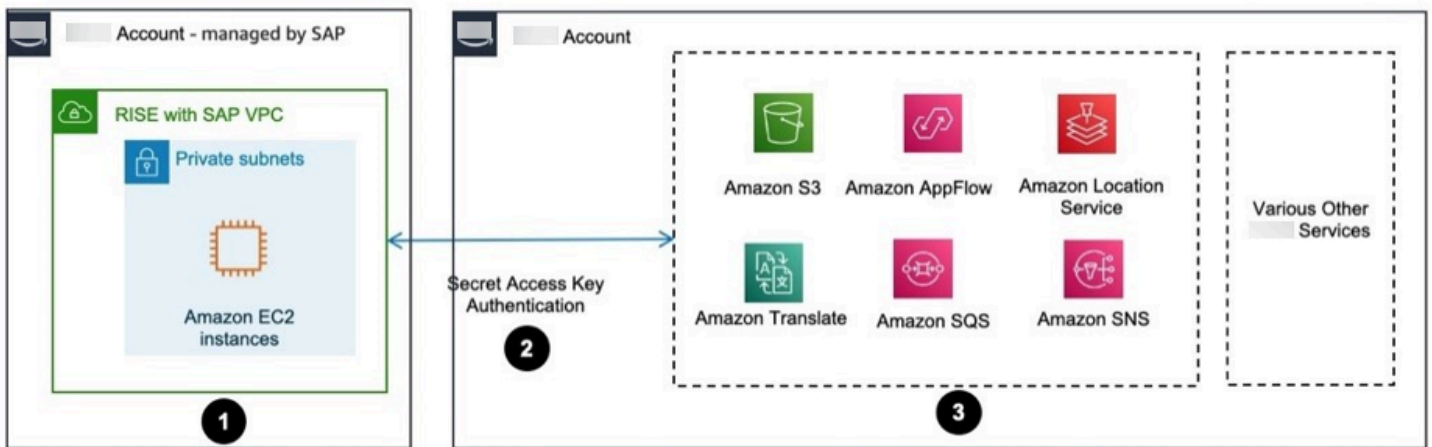 Account - managed by SAP
RISE with SAP VPC
Private subnets
Amazon EC2
instances
1
Secret Access Key
Authentication
2
Account
Amazon S3
Amazon AppFlow
Amazon Location
Service
Amazon Translate
Amazon SQS
Amazon SNS
3
Various Other
Services